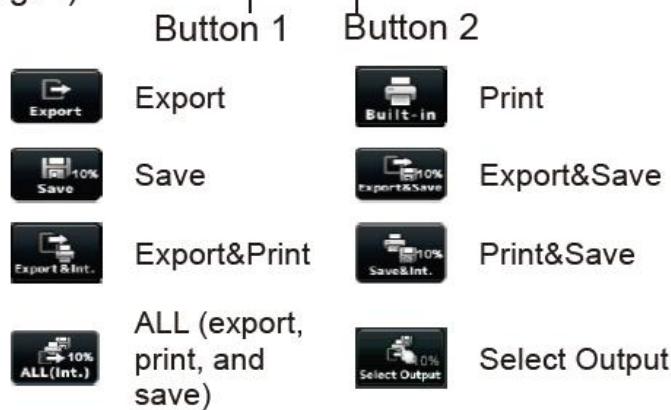 Button 1 Button 2
Export Export Built-in Print
10% Save Save 10% Export&Save Export&Save
Export&Int. Export&Print 10% Save&Int. Print&Save
10% ALL(Int.) ALL (export,
print, and
save)
Select Output Select Output